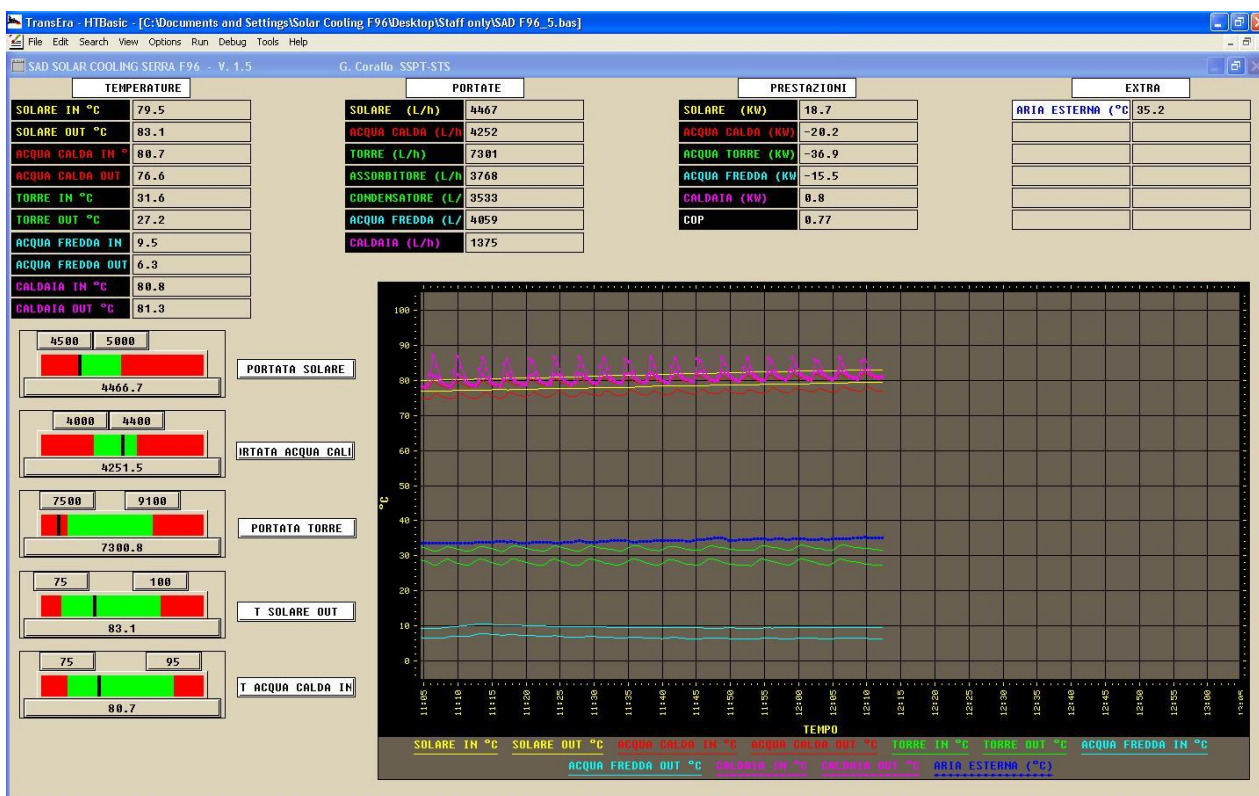 TransEra - HTBasic - [C:\Documents and Settings\Solar Cooling F96\Desktop\Staff only\SAD F96_5.bas]
File Edit Search View Options Run Debug Tools Help
SAD SOLAR COOLING SERRA F96 - V. 1.5 G. Corallo SSPT-STS
TEMPERATURE
SOLARE IN °C 79.5
SOLARE OUT °C 83.1
ACQUA CALDA IN ° 80.7
ACQUA CALDA OUT 76.6
TORRE IN °C 31.6
TORRE OUT °C 27.2
ACQUA FREDDA IN 9.5
ACQUA FREDDA OUT 6.3
CALDAIA IN °C 80.8
CALDAIA OUT °C 81.3
PORTATE
SOLARE (L/h) 4467
ACQUA CALDA (L/h 4252
TORRE (L/h) 7301
ASSORBITORE (L/h 3768
CONDENSATORE (L/ 3533
ACQUA FREDDA (L/ 4059
CALDAIA (L/h) 1375
PRESTAZIONI
SOLARE (KW) 18.7
ACQUA CALDA (KW) -20.2
ACQUA TORRE (KW) -36.9
ACQUA FREDDA (KW -15.5
CALDAIA (KW) 0.8
COP 0.77
EXTRA
ARIA ESTERNA (°C 35.2
4500 5000
4466.7
PORTATA SOLARE
4000 4400
4251.5
RTATA ACQUA CAL
7500 9100
7300.8
PORTATA TORRE
75 100
83.1
T SOLARE OUT
75 95
80.7
T ACQUA CALDA IN
100
90
80
70
60
50
40
30
20
10
0
°C
11:05 11:10 11:15 11:20 11:25 11:30 11:35 11:40 11:45 11:50 11:55 12:00 12:05 12:10 12:15 12:20 12:25 12:30 12:35 12:40 12:45 12:50 12:55 13:00 13:05
TEMPO
SOLARE IN °C SOLARE OUT °C ACQUA CALDA IN °C ACQUA CALDA OUT °C TORRE IN °C TORRE OUT °C ACQUA FREDDA IN °C
ACQUA FREDDA OUT °C CALDAIA IN °C CALDAIA OUT °C ARIA ESTERNA (°C)